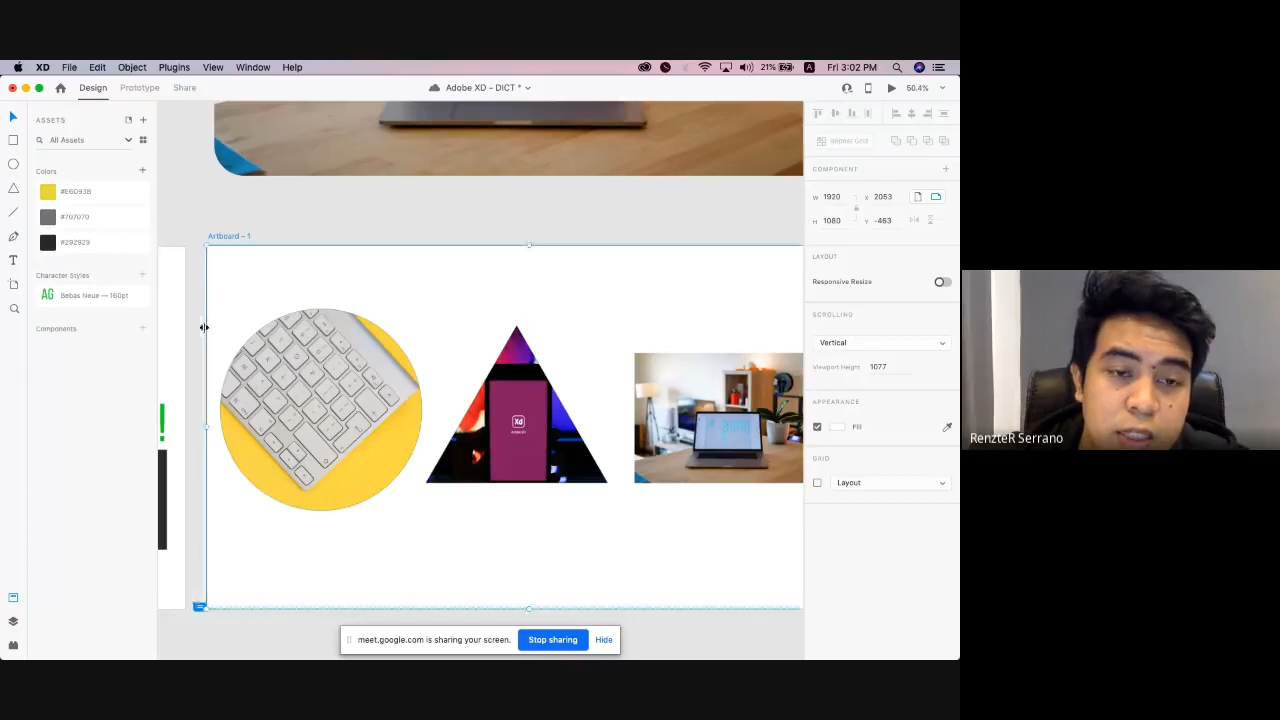 XD File Edit Object Plugins View Window Help
21% A Fri 3:02 PM
Design Prototype Share
Adobe XD - DICT *
50.4%
ASSETS
All Assets
Repeat Grid
Colors
COMPONENT
#E6D93B
W 1920 X 2053
#707070
H 1080 Y -463
#292929
Artboard – 1
LAYOUT
Character Styles
Responsive Resize
AG Bebas Neue — 160pt
SCROLLING
Components
Vertical
Viewport Height 1077
APPEARANCE
!
Xd
Fill
RenzteR Serrano
GRID
Layout
meet.google.com is sharing your screen. Stop sharing Hide